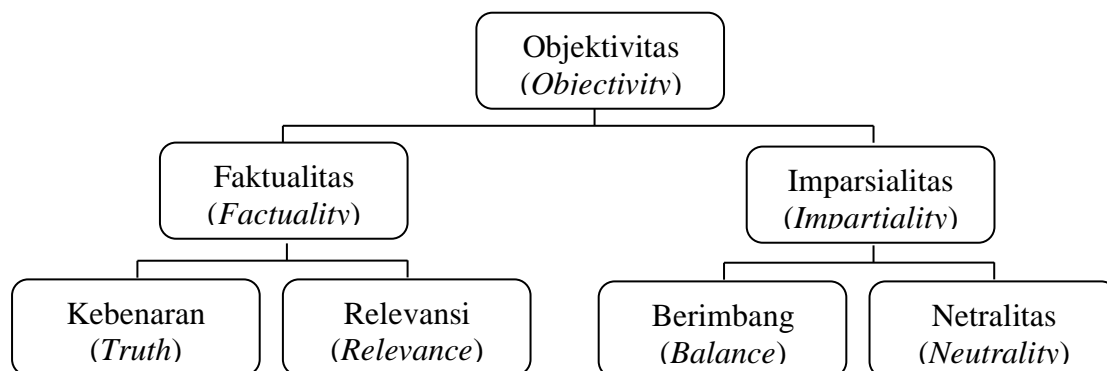 Objektivitas
(Objectivity)
Faktualitas
(Factuality)
Imparsialitas
(Impartiality)
Kebenaran
(Truth)
Relevansi
(Relevance)
Berimbang
(Balance)
Netralitas
(Neutrality)